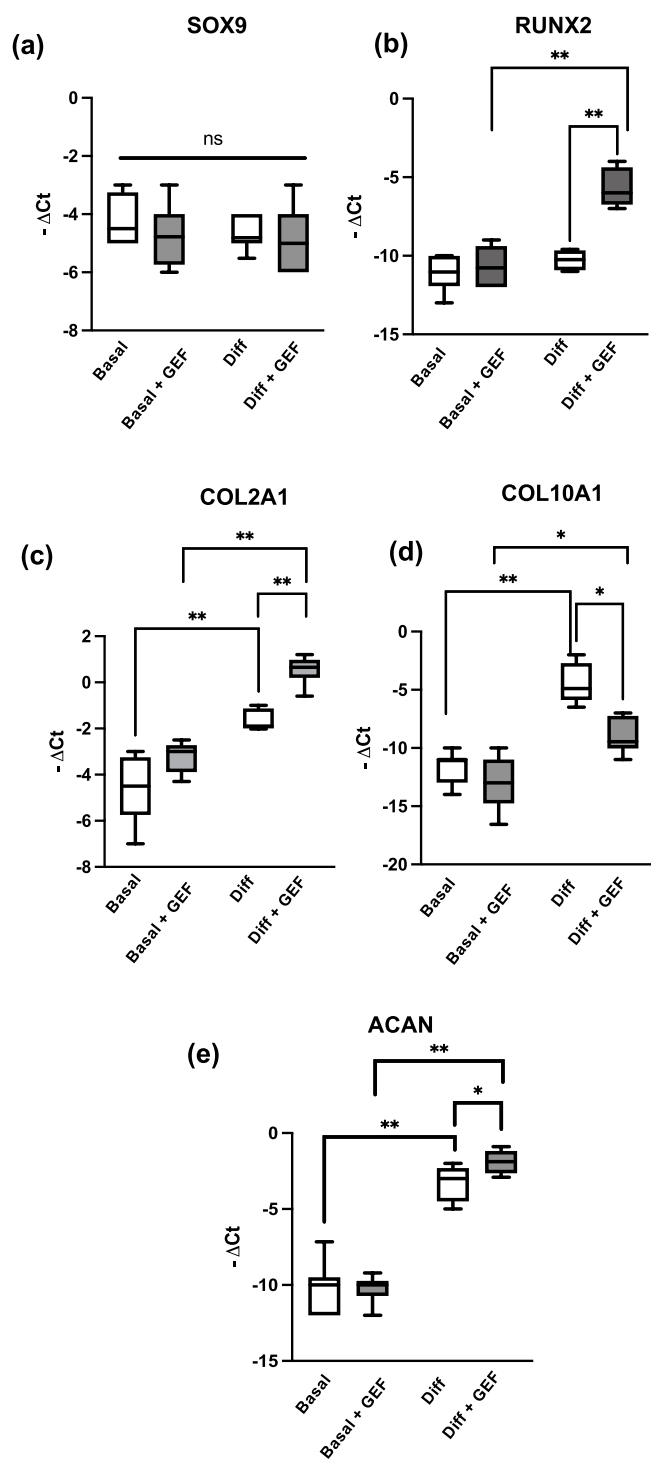 SOX9
(a)
ns
- ΔCt
0
-2
-4
-6
-8
Basal
Basal + GEF
Diff
Diff + GEF
RUNX2
(b)
**
**
- ΔCt
0
-5
-10
-15
Basal
Basal + GEF
Diff
Diff + GEF
COL2A1
(c)
**
**
**
- ΔCt
2
0
-2
-4
-6
-8
Basal
Basal + GEF
Diff
Diff + GEF
COL10A1
(d)
*
**
*
- ΔCt
0
-5
-10
-15
-20
Basal
Basal + GEF
Diff
Diff + GEF
ACAN
(e)
**
*
**
- ΔCt
0
-5
-10
-15
Basal
Basal + GEF
Diff
Diff + GEF